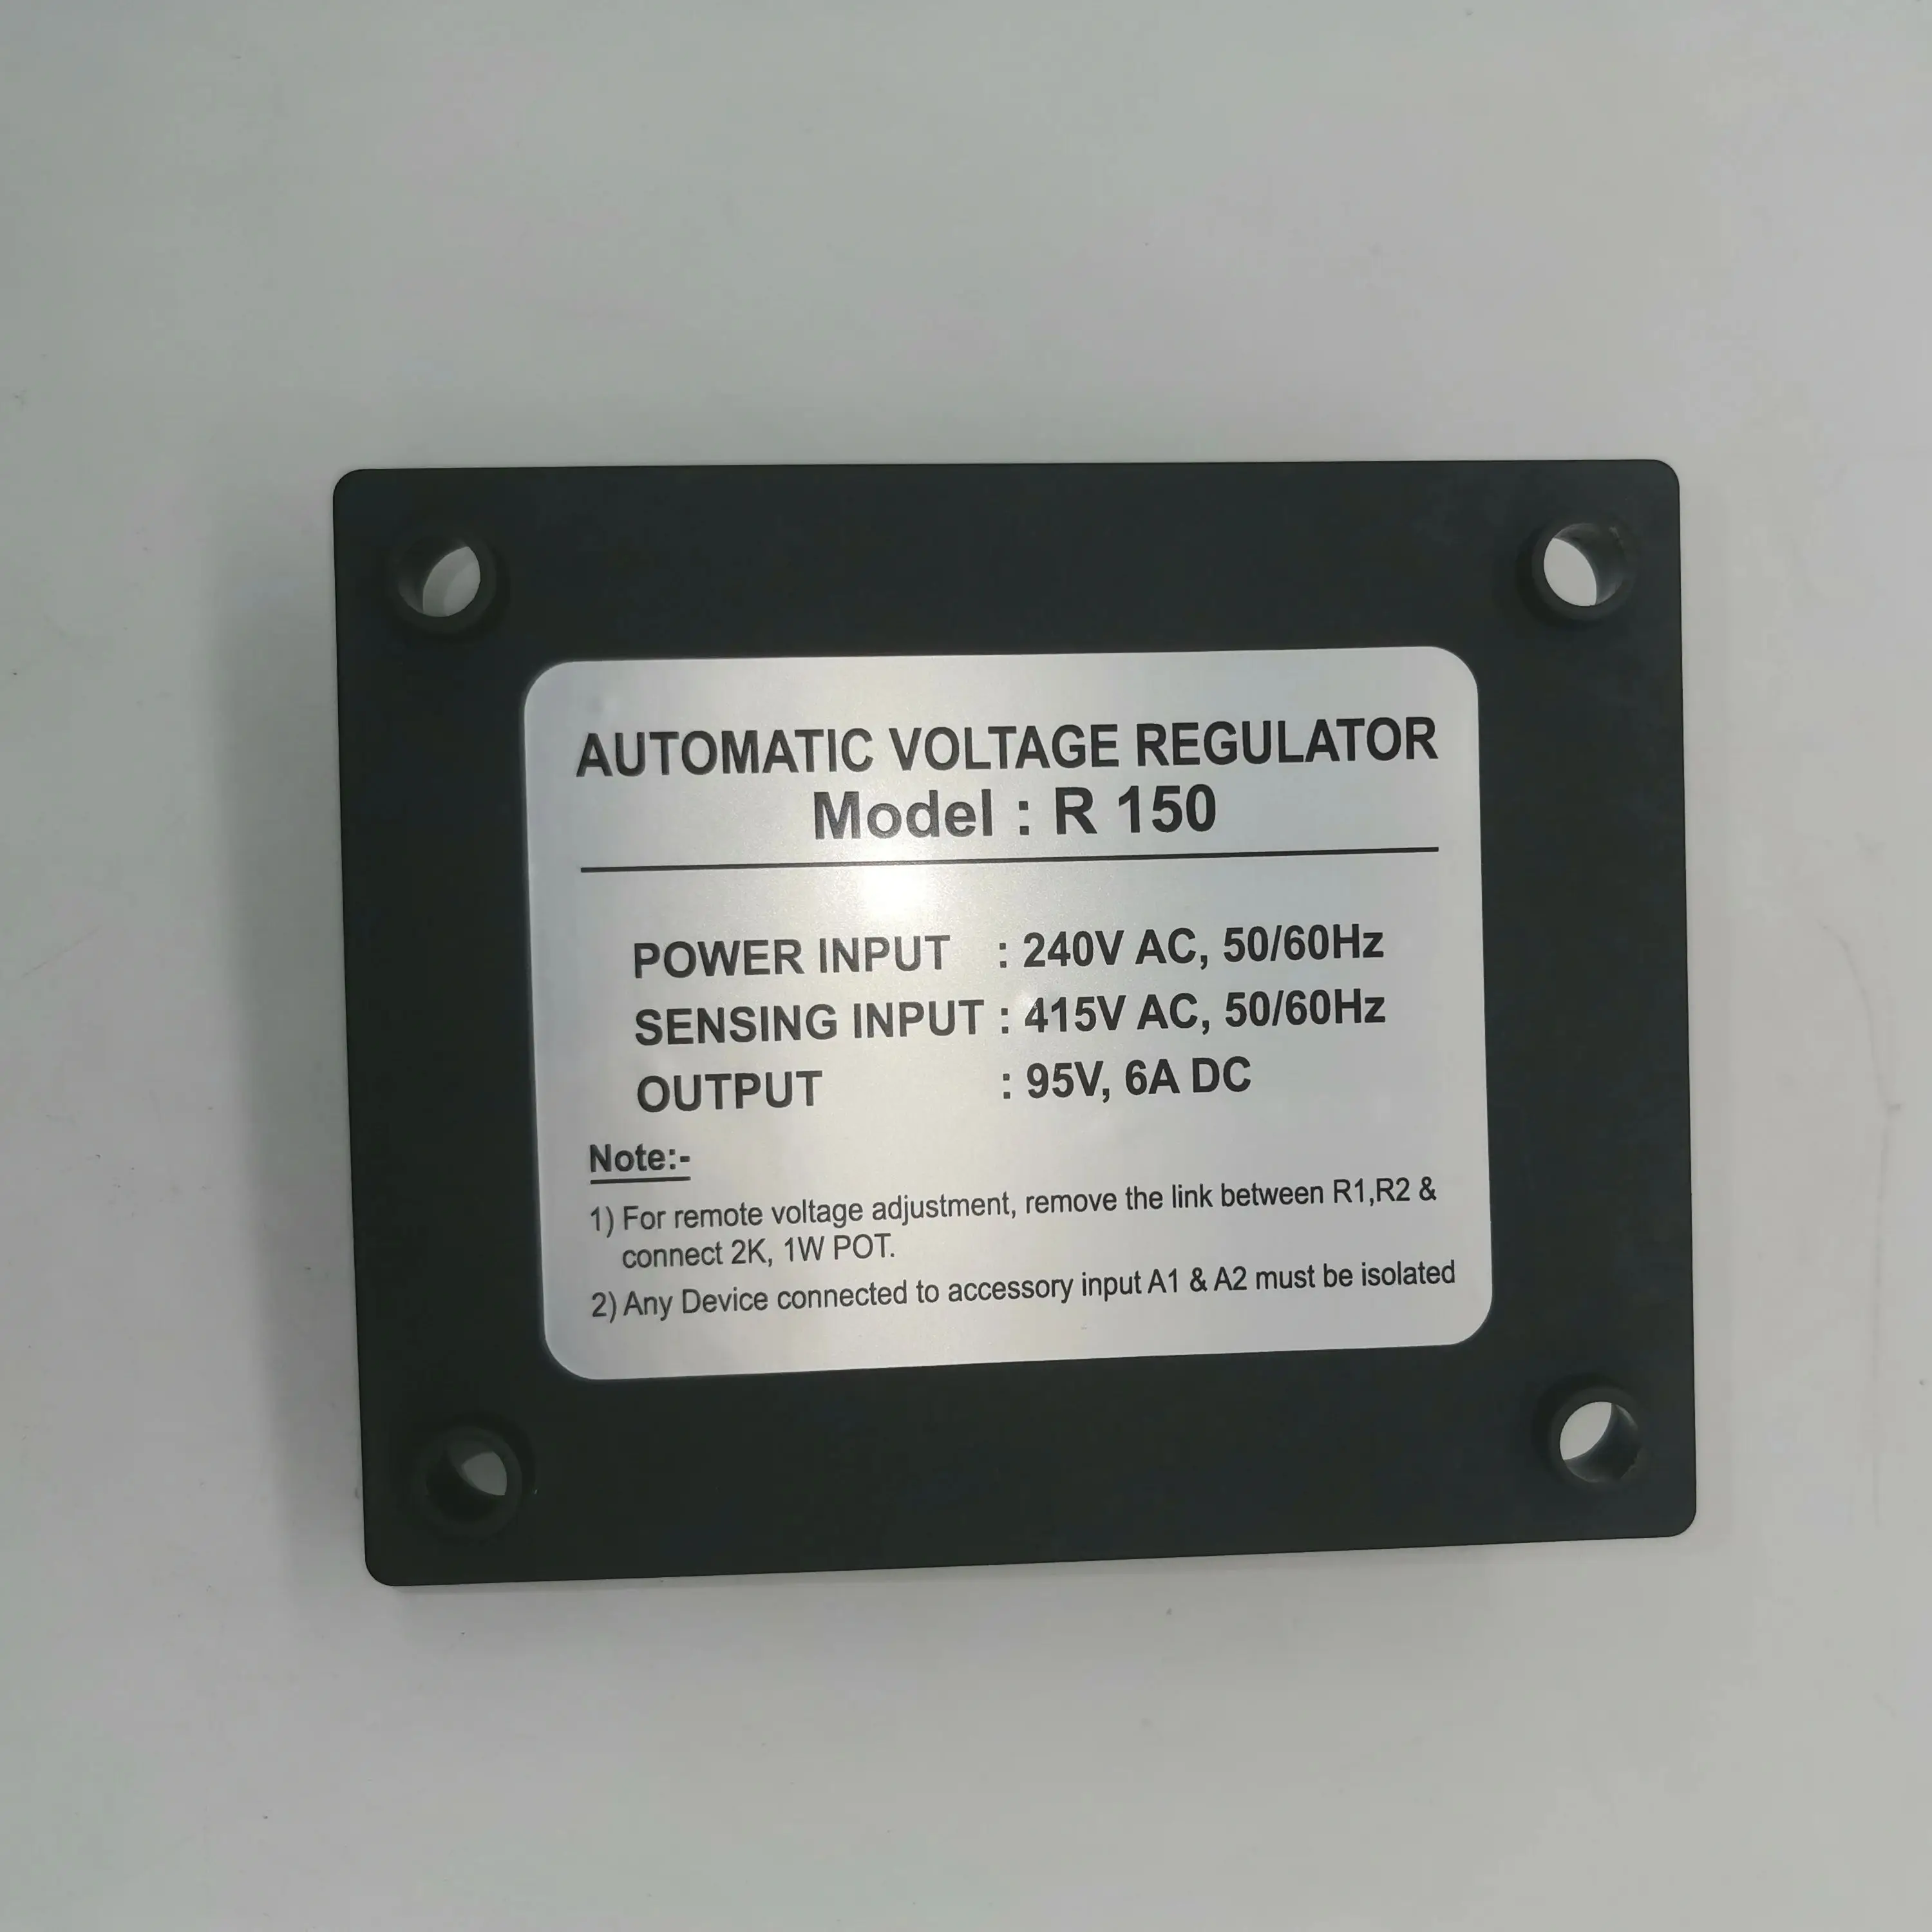 AUTOMATIC VOLTAGE REGULATOR
Model : R 150
POWER INPUT : 240V AC, 50/60Hz
SENSING INPUT : 415V AC, 50/60Hz
OUTPUT : 95V, 6A DC
Note:-
1) For remote voltage adjustment, remove the link between R1,R2 &
connect 2K, 1W POT.
2) Any Device connected to accessory input A1 & A2 must be isolated